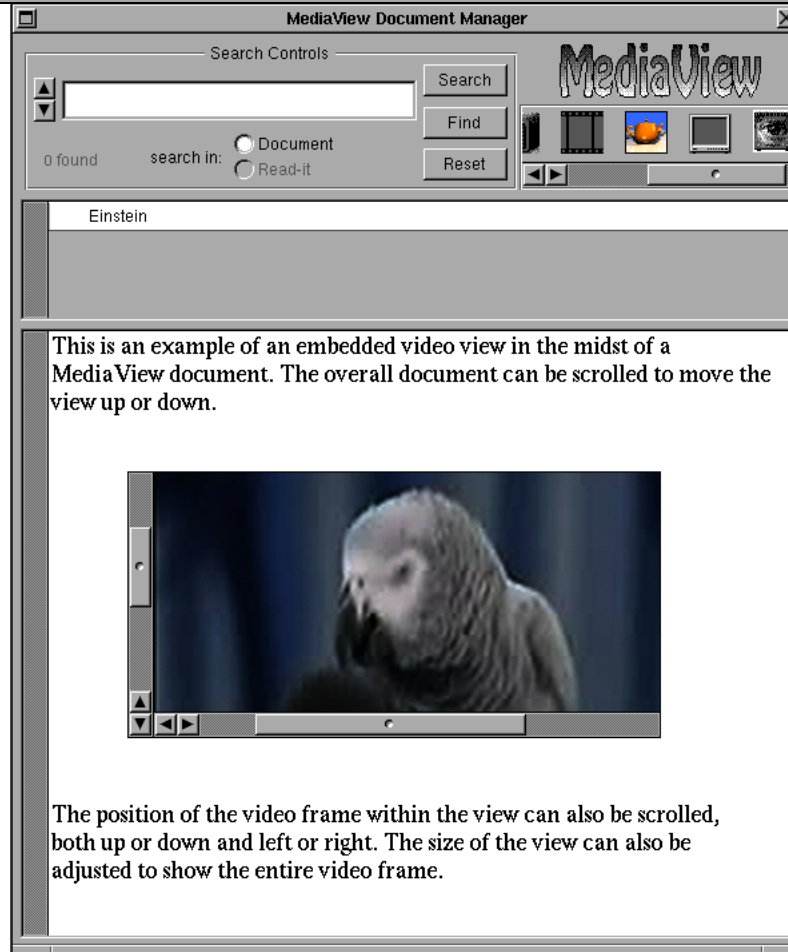 MediaView Document Manager
Search Controls
Search
Find
Reset
0 found
search in:
Document
Read-it
MediaView
Einstein
This is an example of an embedded video view in the midst of a
MediaView document. The overall document can be scrolled to move the
view up or down.
The position of the video frame within the view can also be scrolled,
both up or down and left or right. The size of the view can also be
adjusted to show the entire video frame.